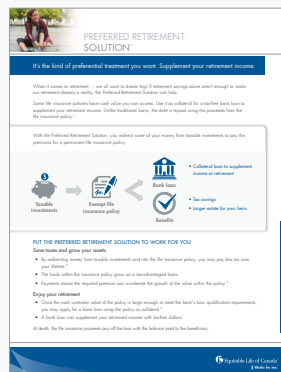 PREFERRED RETIREMENT
SOLUTION™
It's the kind of preferential treatment you want. Supplement your retirement income.
When it comes to retirement ... we all want to dream big! If retirement savings alone aren't enough to make
our retirement dreams a reality, the Preferred Retirement Solution can help.
Some life insurance policies have cash value you can access. Use it as collateral for a tax-free bank loan to
supplement your retirement income. Unlike traditional loans, the debt is repaid using the proceeds from the
life insurance policy.¹
With the Preferred Retirement Solution, you redirect some of your money from taxable investments to pay the
premiums for a permanent life insurance policy.
Taxable
investments
Exempt life
insurance policy
Bank loan
• Collateral loan to supplement
income at retirement
Benefits
• Tax savings
• Larger estate for your heirs
PUT THE PREFERRED RETIREMENT SOLUTION TO WORK FOR YOU
Save taxes and grow your assets
• By redirecting money from taxable investments and into the life insurance policy, you may pay less tax over
your lifetime.
• The funds within the insurance policy grow on a tax-advantaged basis.
• Payments above the required premium can accelerate the growth of the value within the policy.
Enjoy your retirement
• Once the cash surrender value of the policy is large enough to meet the bank's loan qualification requirements,
you may apply for a bank loan using the policy as collateral.
• A bank loan can supplement your retirement income with tax-free dollars.
At death, the life insurance proceeds pay off the loan with the balance paid to the beneficiary.
Equitable Life of Canada
Works for me.